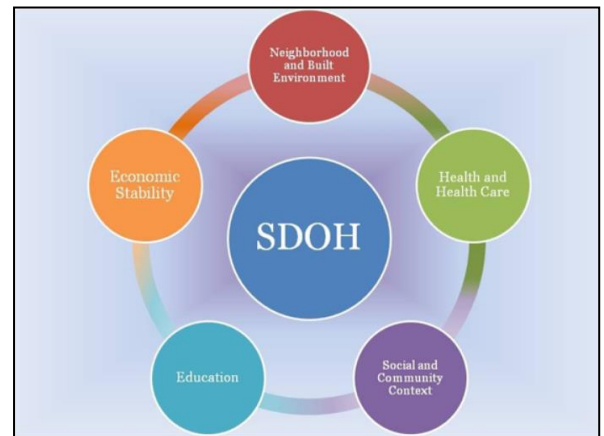 Neighborhood
and Built
Environment
Economic
Stability
Health and
Health Care
SDOH
Education
Social and
Community
Context